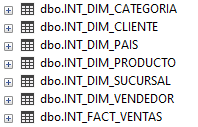 dbo.INT_DIM_CATEGORIA
dbo.INT_DIM_CLIENTE
dbo.INT_DIM_PAIS
dbo.INT_DIM_PRODUCTO
dbo.INT_DIM_SUCURSAL
dbo.INT_DIM_VENDEDOR
dbo.INT_FACT_VENTAS